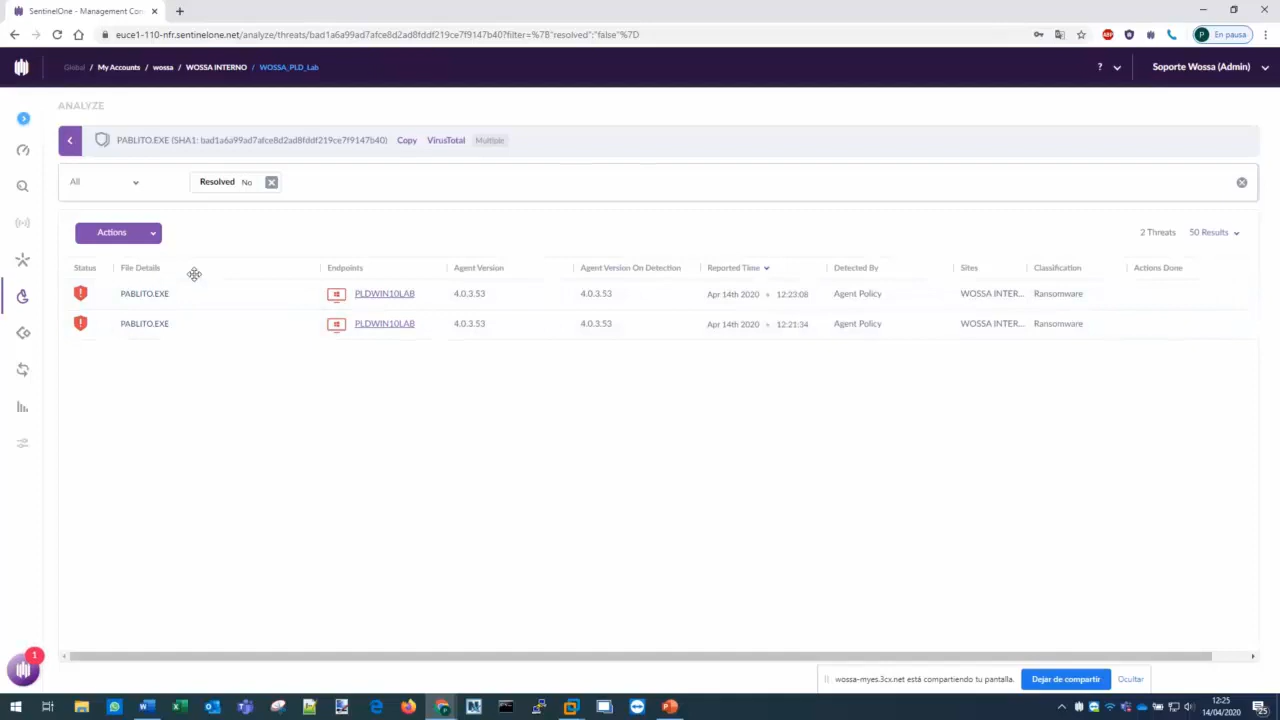 SentinelOne - Management Con
euce1-110-nfr.sentinelone.net/analyze/threats/bad1a6a99ad7afce8d2ad8fddf219ce7f9147b40?filter=%7B"resolved":"false"%7D
ABP
P En pausa
Global / My Accounts / wossa / WOSSA INTERNO / WOSSA_PLD_Lab
? Soporte Wossa (Admin)
ANALYZE
PABLITO.EXE (SHA1: bad1a6a99ad7afce8d2ad8fddf219ce7f9147b40) Copy VirusTotal Multiple
All Resolved No
Actions 2 Threats 50 Results
Status File Details Endpoints Agent Version Agent Version On Detection Reported Time Detected By Sites Classification Actions Done
PABLITO.EXE PLDWIN10LAB 4.0.3.53 4.0.3.53 Apr 14th 2020 • 12:23:08 Agent Policy WOSSA INTER... Ransomware
PABLITO.EXE PLDWIN10LAB 4.0.3.53 4.0.3.53 Apr 14th 2020 • 12:21:34 Agent Policy WOSSA INTER... Ransomware
1
wossa-myes.3cx.net está compartiendo tu pantalla. Dejar de compartir Ocultar
12:25
14/04/2020
25